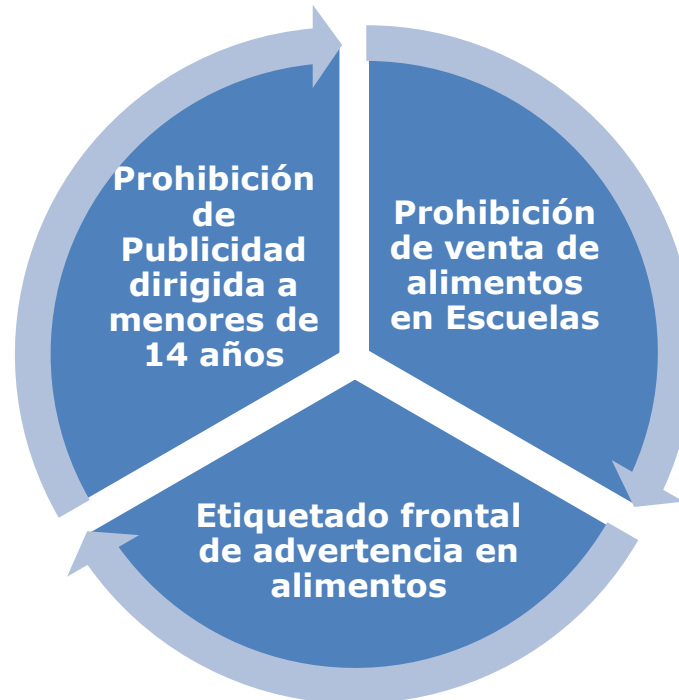 Prohibición
de
Publicidad
dirigida a
menores de
14 años
Prohibición
de venta de
alimentos
en Escuelas
Etiquetado frontal
de advertencia en
alimentos